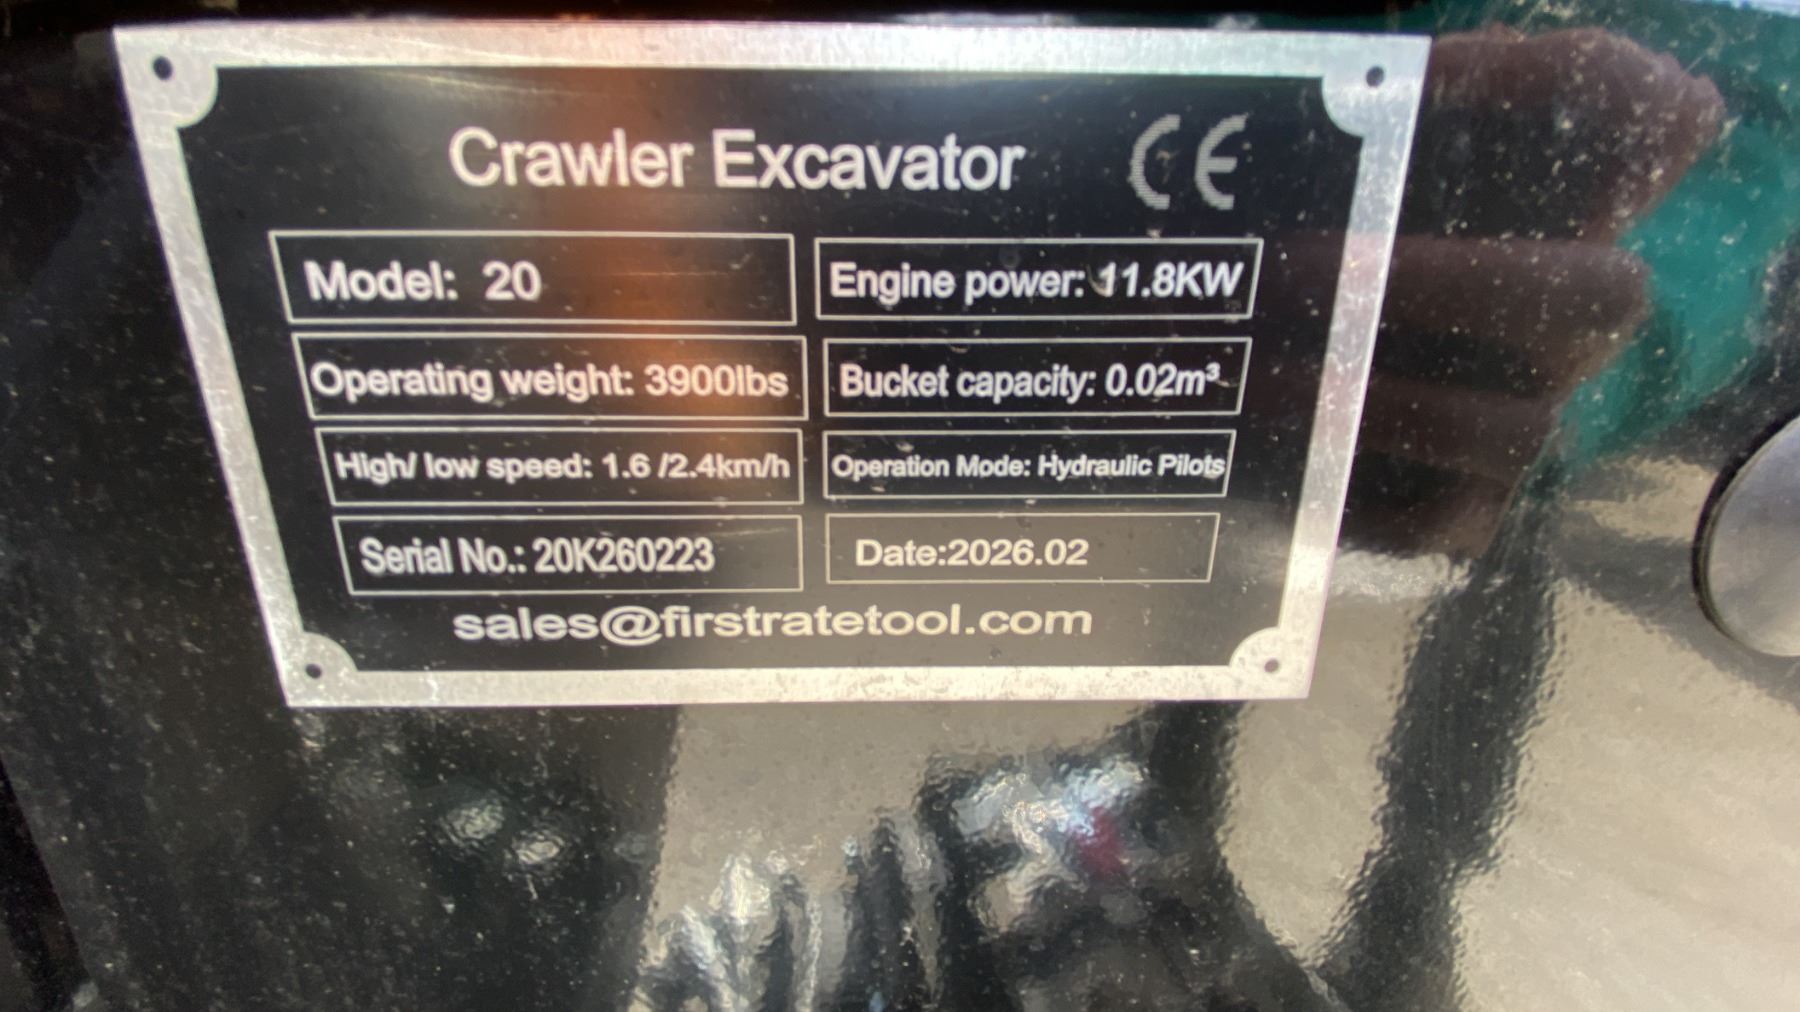 Crawler Excavator CE
Model: 20
Engine power: 11.8KW
Operating weight: 3900lbs
Bucket capacity: 0.02m³
High/ low speed: 1.6 /2.4km/h
Operation Mode: Hydraulic Pilots
Serial No.: 20K260223
Date:2026.02
sales@firstratetool.com